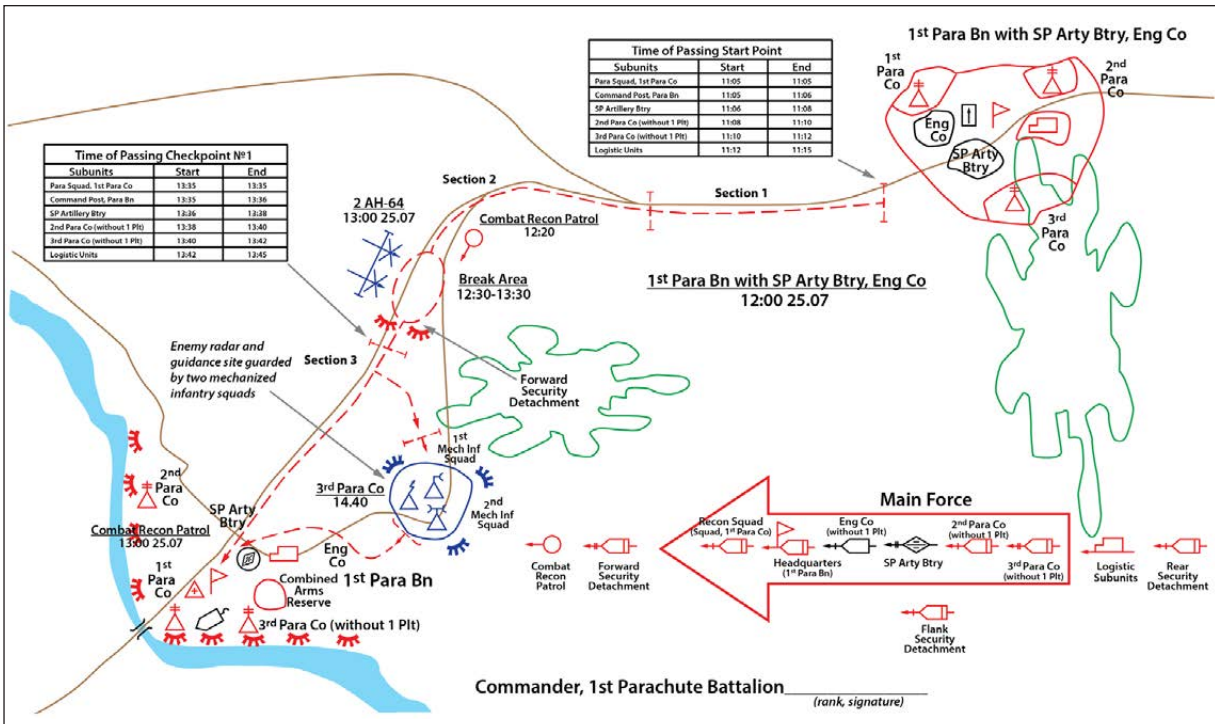 1st Para Bn with SP Arty Btry, Eng Co
1st
Para
Co
2nd
Para
Co
Eng
Co
SP Arty
Btry
3rd
Para
Co
Time of Passing Start Point
Subunits Start End
Para Squad, 1st Para Co 11:05 11:05
Command Post, Para Bn 11:05 11:06
SP Artillery Btry 11:06 11:08
2nd Para Co (without 1 Plt) 11:08 11:10
3rd Para Co (without 1 Plt) 11:10 11:12
Logistic Units 11:12 11:15
Time of Passing Checkpoint №1
Subunits Start End
Para Squad, 1st Para Co 13:35 13:35
Command Post, Para Bn 13:35 13:36
SP Artillery Btry 13:36 13:38
2nd Para Co (without 1 Plt) 13:38 13:40
3rd Para Co (without 1 Plt) 13:40 13:42
Logistic Units 13:42 13:45
Section 1
Section 2
2 AH-64
13:00 25.07
Combat Recon Patrol
12:20
Break Area
12:30-13:30
1st Para Bn with SP Arty Btry, Eng Co
12:00 25.07
Section 3
Enemy radar and
guidance site guarded
by two mechanized
infantry squads
Forward
Security
Detachment
1st
Mech Inf
Squad
2nd
Mech Inf
Squad
3rd Para Co
14.40
2nd
Para
Co
SP Arty
Btry
Combat Recon Patrol
13:00 25.07
Eng
Co
1st
Para
Co
1st Para Bn
Combined
Arms
Reserve
3rd Para Co (without 1 Plt)
Main Force
Recon Squad
(Squad, 1st Para Co)
Eng Co
(without 1 Plt)
2nd Para Co
(without 1 Plt)
Headquarters
(1st Para Bn)
SP Arty Btry
3rd Para Co
(without 1 Plt)
Combat
Recon
Patrol
Forward
Security
Detachment
Logistic
Subunits
Rear
Security
Detachment
Flank
Security
Detachment
Commander, 1st Parachute Battalion
(rank, signature)